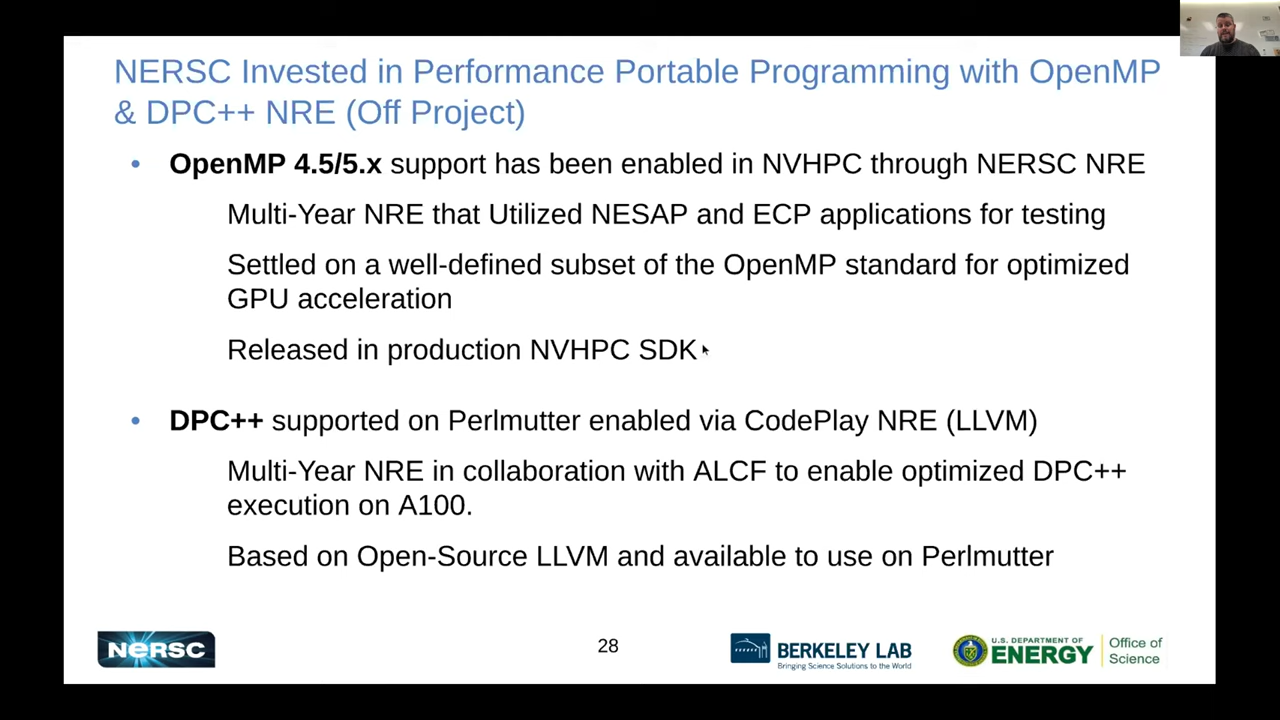 NERSC Invested in Performance Portable Programming with OpenMP
& DPC++ NRE (Off Project)
• OpenMP 4.5/5.x support has been enabled in NVHPC through NERSC NRE
Multi-Year NRE that Utilized NESAP and ECP applications for testing
Settled on a well-defined subset of the OpenMP standard for optimized
GPU acceleration
Released in production NVHPC SDK
• DPC++ supported on Perlmutter enabled via CodePlay NRE (LLVM)
Multi-Year NRE in collaboration with ALCF to enable optimized DPC++
execution on A100.
Based on Open-Source LLVM and available to use on Perlmutter
NERSC
28
BERKELEY LAB
Bringing Science Solutions to the World
U.S. DEPARTMENT OF
ENERGY
Office of
Science